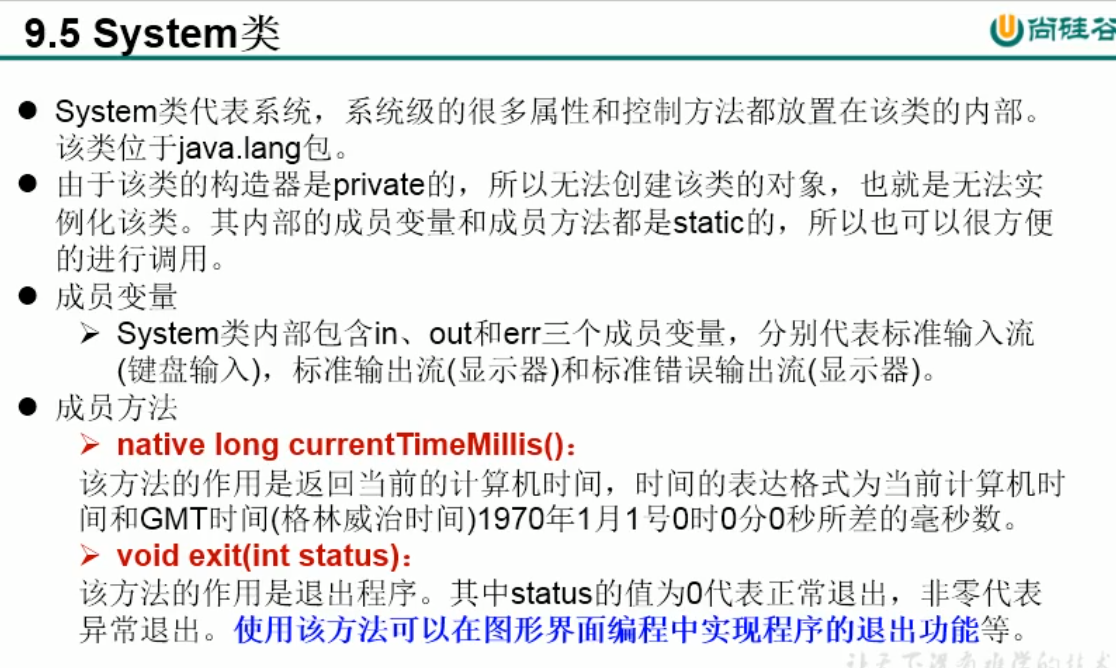 9.5 System类
尚硅谷
● System类代表系统，系统级的很多属性和控制方法都放置在该类的内部。
该类位于java.lang包。
● 由于该类的构造器是private的，所以无法创建该类的对象，也就是无法实
例化该类。其内部的成员变量和成员方法都是static的，所以也可以很方便
的进行调用。
● 成员变量
➢ System类内部包含in、out和err三个成员变量，分别代表标准输入流
(键盘输入)，标准输出流(显示器)和标准错误输出流(显示器)。
● 成员方法
➢ native long currentTimeMillis()：
该方法的作用是返回当前的计算机时间，时间的表达格式为当前计算机时
间和GMT时间(格林威治时间)1970年1月1号0时0分0秒所差的毫秒数。
➢ void exit(int status)：
该方法的作用是退出程序。其中status的值为0代表正常退出，非零代表
异常退出。使用该方法可以在图形界面编程中实现程序的退出功能等。